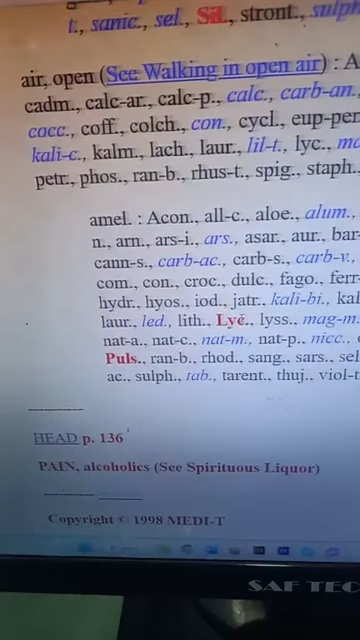 t., sanic., sel., Sil., stront., sulph
air, open (See Walking in open air) : A
cadm., calc-ar., calc-p., calc., carb-an.,
cocc., coff., colch., con., cycl., eup-per
kali-c., kalm., lach., laur., lil-t., lyc., ma
petr., phos., ran-b., rhus-t., spig., staph.
amel. : Acon., all-c., aloe., alum.,
n., arn., ars-i., ars., asar., aur., bar-
cann-s., carb-ac., carb-s., carb-v.,
com., con., croc., dulc., fago., ferr-
hydr., hyos., iod., jatr., kali-bi., kal
laur., led., lith., Lyc., lyss., mag-m.
nat-a., nat-c., nat-m., nat-p., nicc.,
Puls., ran-b., rhod., sang., sars., sel
ac., sulph., tab., tarent., thuj., viol-t
HEAD p. 136
PAIN, alcoholics (See Spirituous Liquor)
Copyright © 1998 MEDI-T
SAF TEC